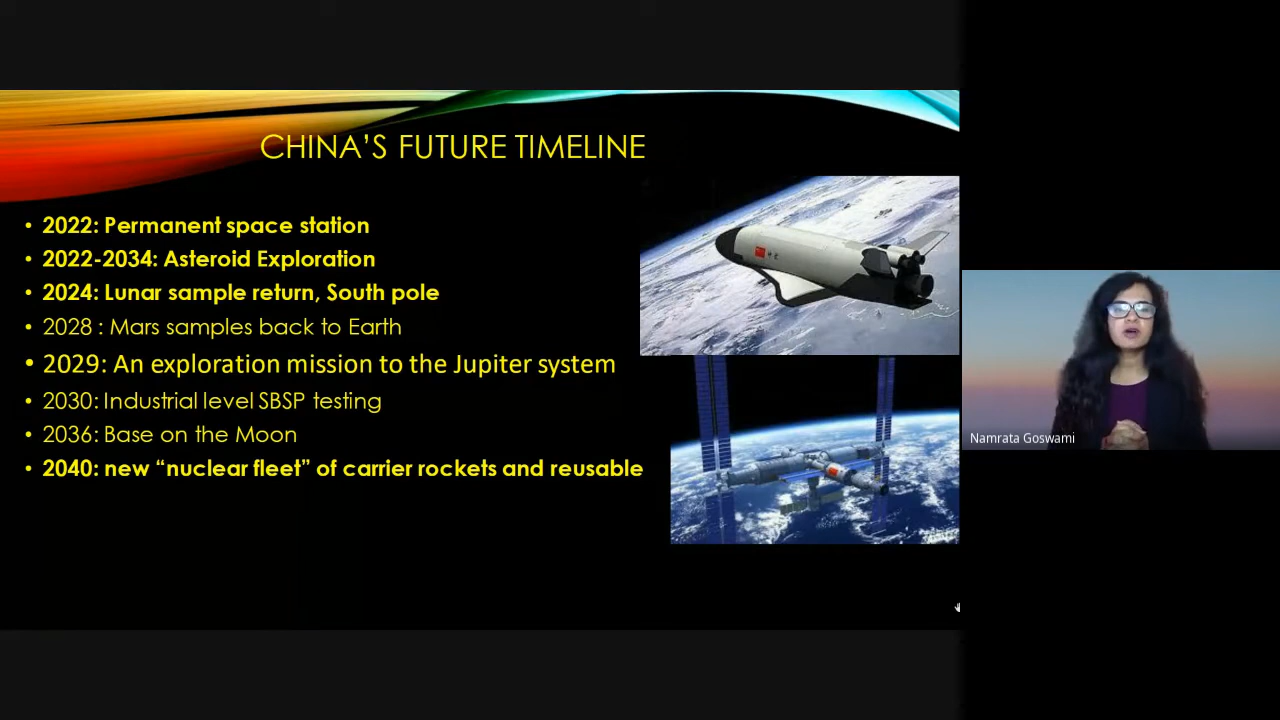 CHINA'S FUTURE TIMELINE
• 2022: Permanent space station
• 2022-2034: Asteroid Exploration
• 2024: Lunar sample return, South pole
• 2028 : Mars samples back to Earth
• 2029: An exploration mission to the Jupiter system
• 2030: Industrial level SBSP testing
• 2036: Base on the Moon
• 2040: new “nuclear fleet” of carrier rockets and reusable
Namrata Goswami